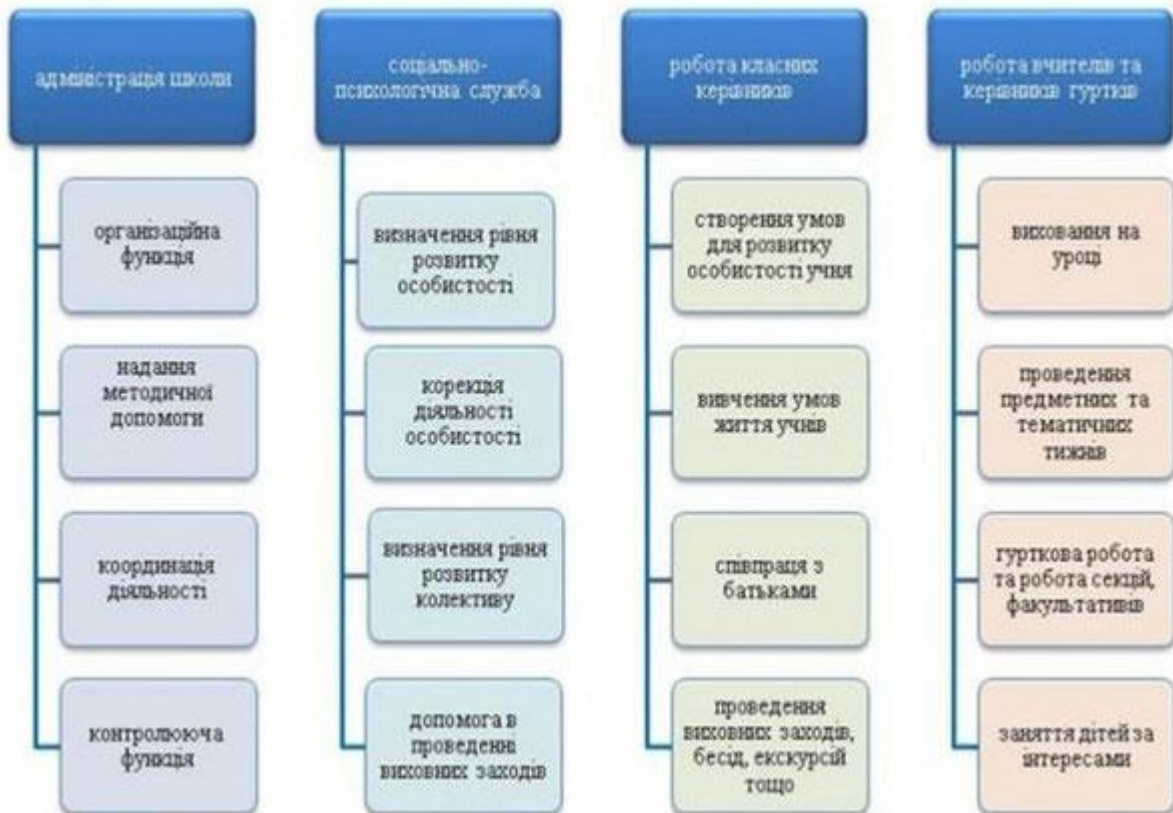 адміністрація школи
організаційна
функція
надання
методичної
допомоги
координація
діяльності
контролююча
функція
соціально-
психологічна служба
визначення рівня
розвитку
особистості
корекція
діяльності
особистості
визначення рівня
розвитку
колективу
допомога в
проведенні
виховних заходів
робота класних
керівників
створення умов
для розвитку
особистості учня
вивчення умов
життя учнів
співпраця з
батьками
проведення
виховних заходів,
бесід, екскурсій
тощо
робота вчителів та
керівників гуртків
виховання на
уроці
проведення
предметних та
тематичних
тижнів
гурткова робота
та робота секцій,
факультативів
заняття дітей за
інтересами